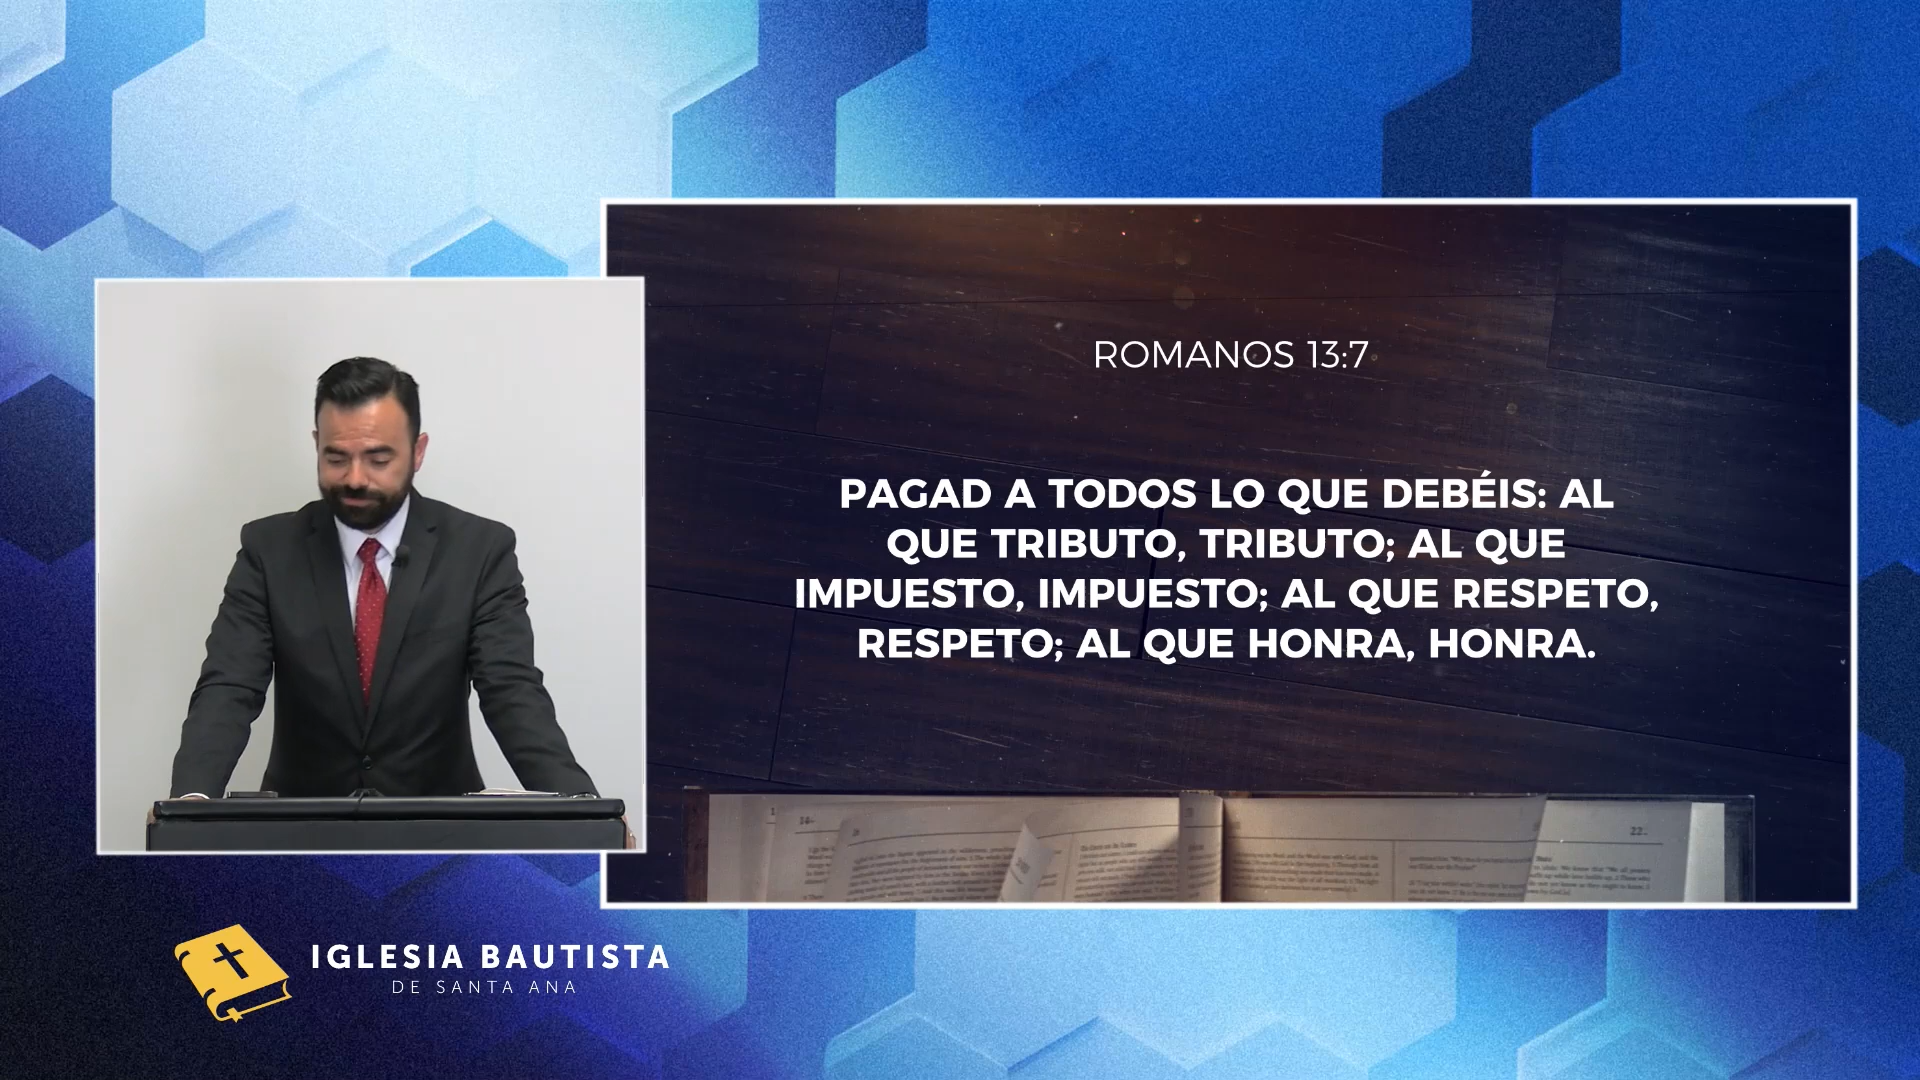 ROMANOS 13:7
PAGAD A TODOS LO QUE DEBÉIS: AL
QUE TRIBUTO, TRIBUTO; AL QUE
IMPUESTO, IMPUESTO; AL QUE RESPETO,
RESPETO; AL QUE HONRA, HONRA.
22
IGLESIA BAUTISTA
DE SANTA ANA